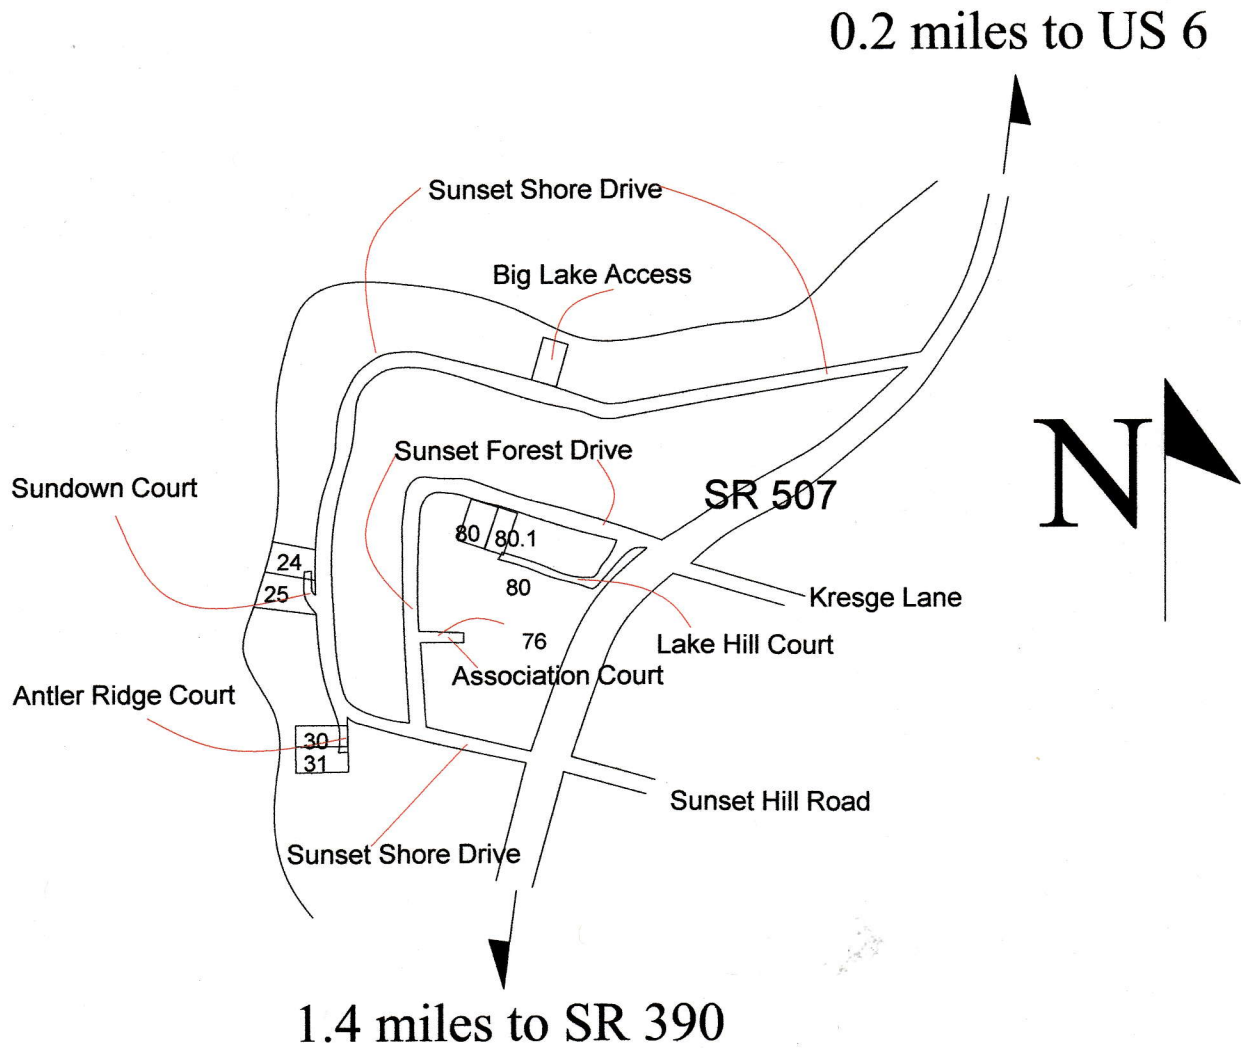 0.2 miles to US 6
Sunset Shore Drive
Big Lake Access
Sunset Forest Drive
Sundown Court
SR 507
N
80
80.1
24
25
80
Kresge Lane
76
Lake Hill Court
Association Court
Antler Ridge Court
30
31
Sunset Hill Road
Sunset Shore Drive
1.4 miles to SR 390